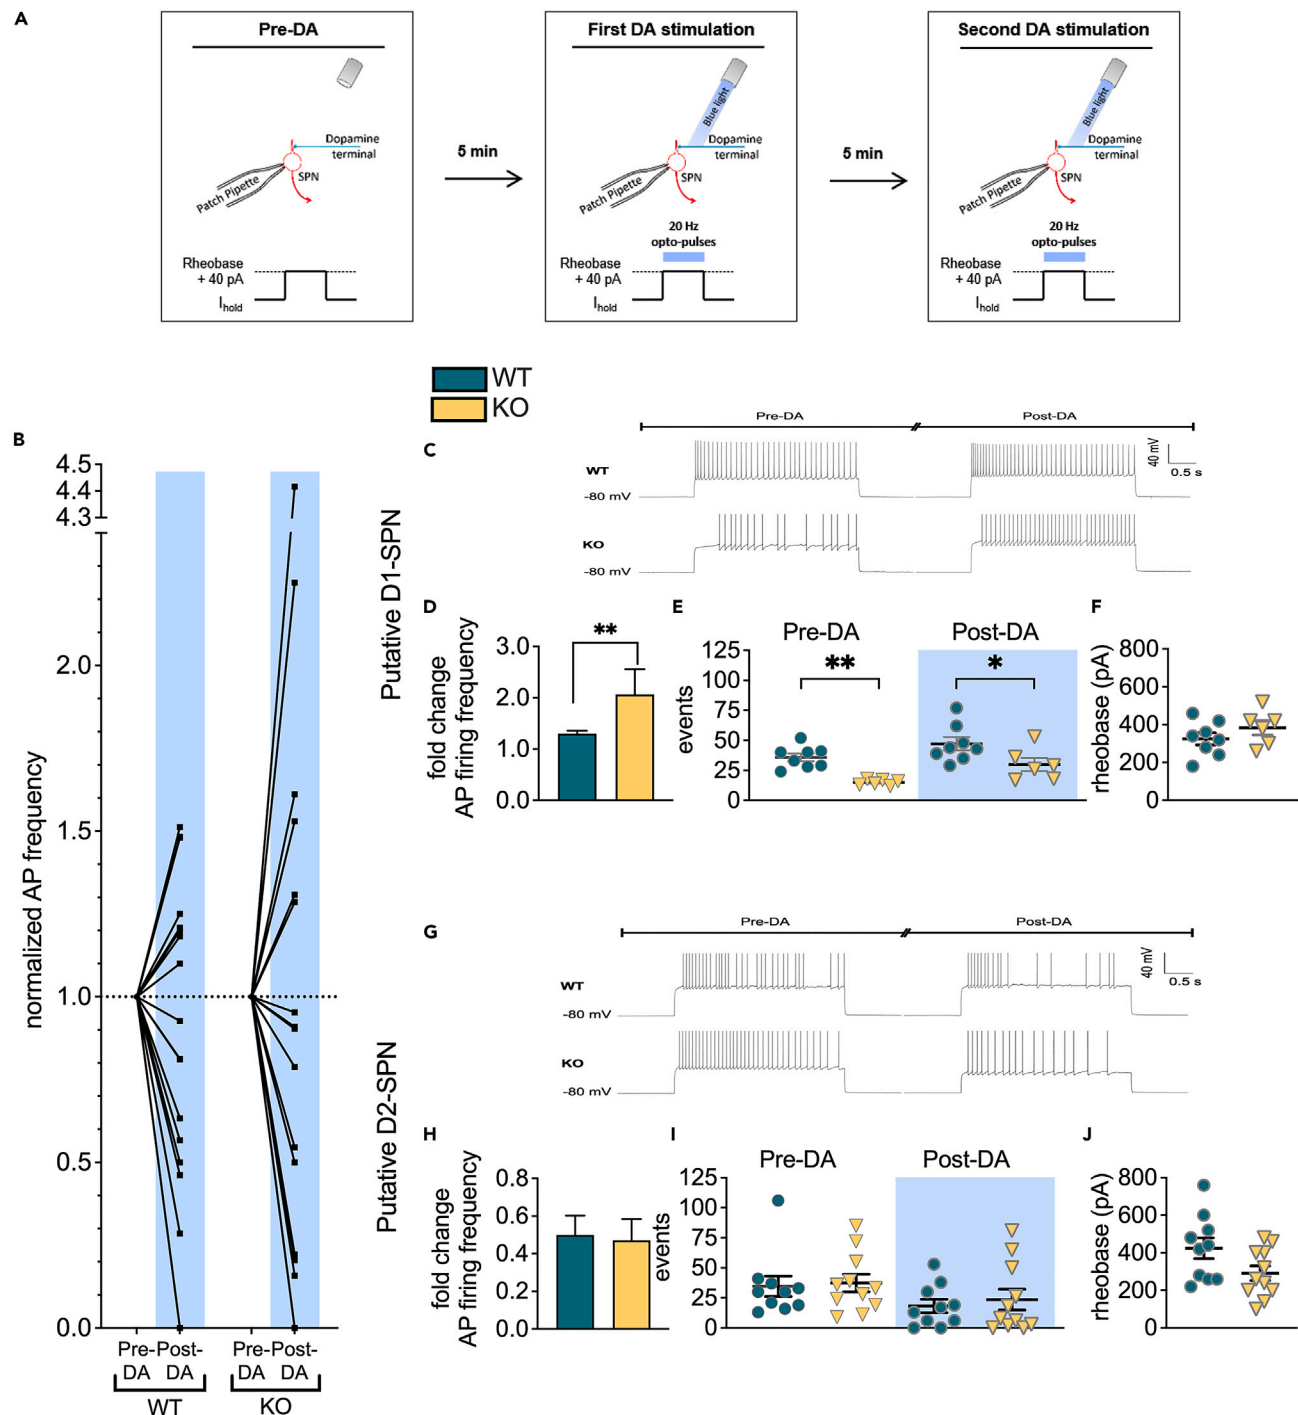 A
Pre-DA
Dopamine
terminal
SPN
Patch Pipette
Rheobase
+ 40 pA
Ihold
5 min
First DA stimulation
Blue light
Dopamine
terminal
SPN
Patch Pipette
20 Hz
opto-pulses
Rheobase
+ 40 pA
Ihold
5 min
Second DA stimulation
Blue light
Dopamine
terminal
SPN
Patch Pipette
20 Hz
opto-pulses
Rheobase
+ 40 pA
Ihold
WT
KO
B
normalized AP frequency
4.5
4.4
4.3
2.0
1.5
1.0
0.5
0.0
Pre-Post-
DA DA
WT
Pre-Post-
DA DA
KO
Putative D1-SPN
C
Pre-DA
Post-DA
WT
-80 mV
KO
-80 mV
40 mV
0.5 s
D
fold change
AP firing frequency
3.0
2.0
1.0
0.0
**
E
events
125
100
75
50
25
0
Pre-DA
**
Post-DA
*
F
rheobase (pA)
800
600
400
200
0
Putative D2-SPN
G
Pre-DA
Post-DA
WT
-80 mV
KO
-80 mV
40 mV
0.5 s
H
fold change
AP firing frequency
0.8
0.6
0.4
0.2
0.0
I
events
125
100
75
50
25
0
Pre-DA
Post-DA
J
rheobase (pA)
800
600
400
200
0